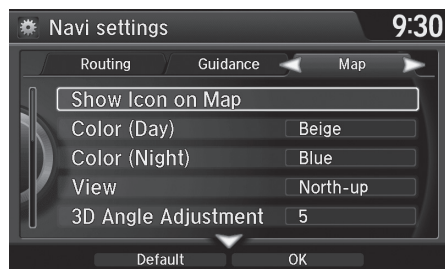 Navi settings 9:30
Routing Guidance Map
Show Icon on Map
Color (Day) Beige
Color (Night) Blue
View North-up
3D Angle Adjustment 5
Default OK